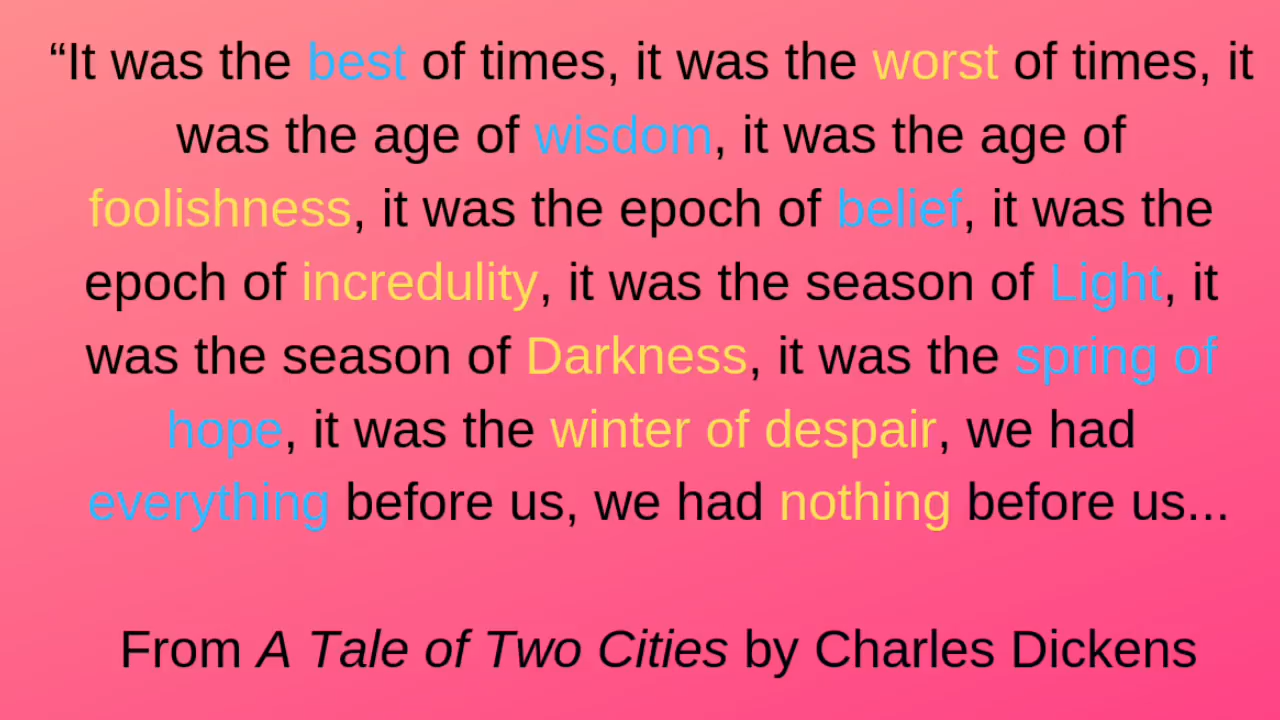 “It was the best of times, it was the worst of times, it
was the age of wisdom, it was the age of
foolishness, it was the epoch of belief, it was the
epoch of incredulity, it was the season of Light, it
was the season of Darkness, it was the spring of
hope, it was the winter of despair, we had
everything before us, we had nothing before us...
From A Tale of Two Cities by Charles Dickens